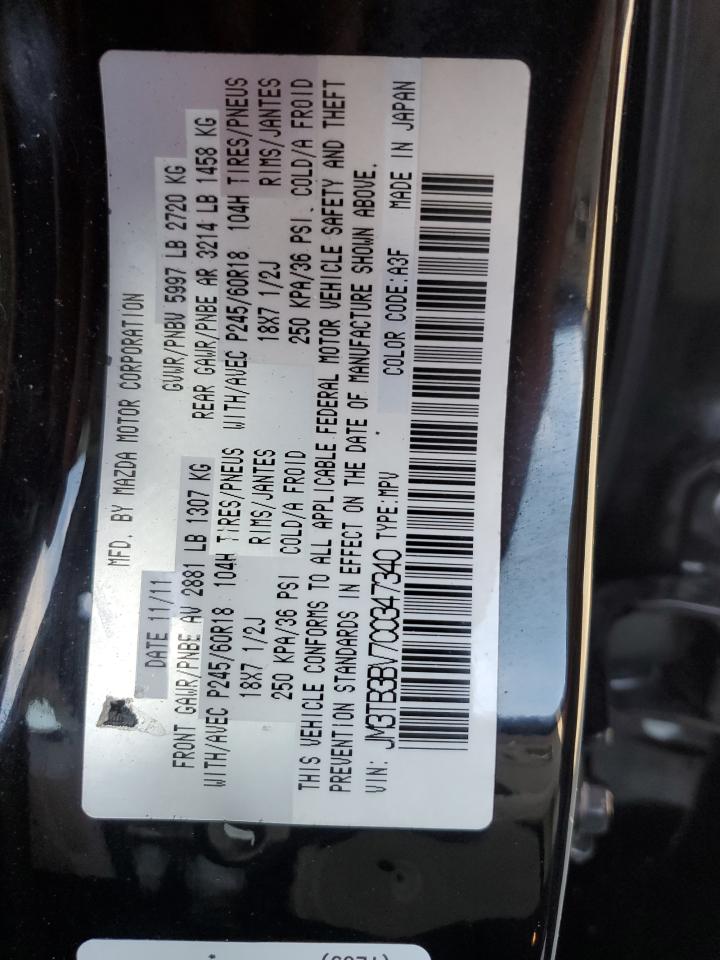 MFD. BY MAZDA MOTOR CORPORATION
DATE 11/11 GVWR/PNBV 5997 LB 2720 KG
FRONT GAWR/PNBE AV 2881 LB 1307 KG REAR GAWR/PNBE AR 3214 LB 1458 KG
WITH/AVEC P245/60R18 104H TIRES/PNEUS WITH/AVEC P245/60R18 104H TIRES/PNEUS
18X7 1/2J RIMS/JANTES 18X7 1/2J RIMS/JANTES
250 KPA/36 PSI COLD/A FROID 250 KPA/36 PSI. COLD/A FROID
THIS VEHICLE CONFORMS TO ALL APPLICABLE FEDERAL MOTOR VEHICLE SAFETY AND THEFT
PREVENTION STANDARDS IN EFFECT ON THE DATE OF MANUFACTURE SHOWN ABOVE.
VIN: JM3TB3BV7C0347340 TYPE:MPV COLOR CODE:A3F MADE IN JAPAN